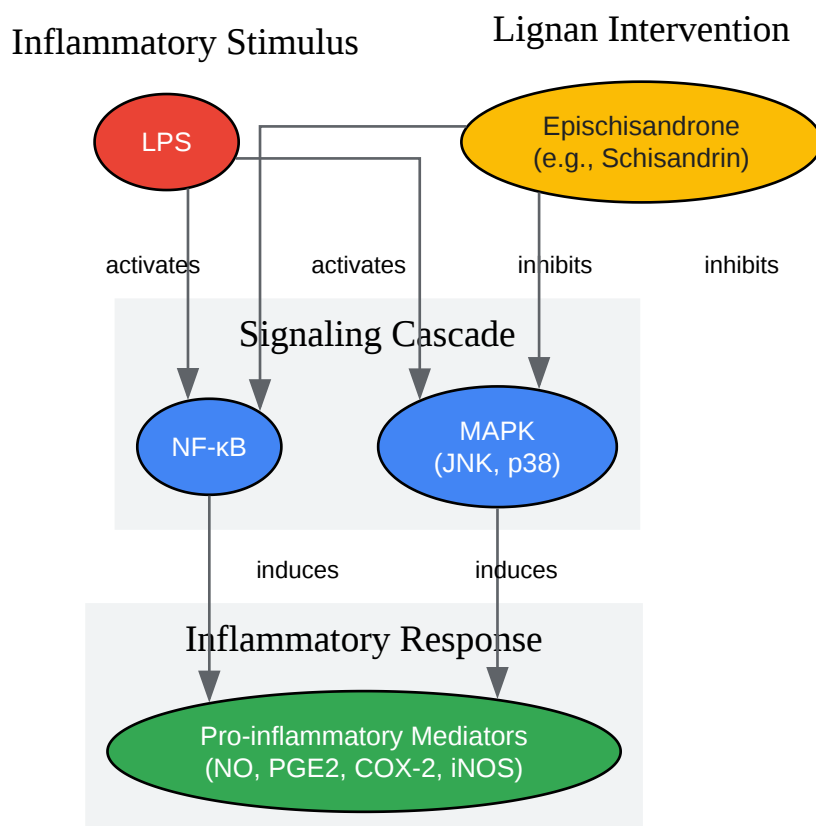 Inflammatory Stimulus
Lignan Intervention
LPS
Epischisandrone
(e.g., Schisandrin)
activates
activates
inhibits
inhibits
Signaling Cascade
NF-κB
MAPK
(JNK, p38)
induces
induces
Inflammatory Response
Pro-inflammatory Mediators
(NO, PGE2, COX-2, iNOS)